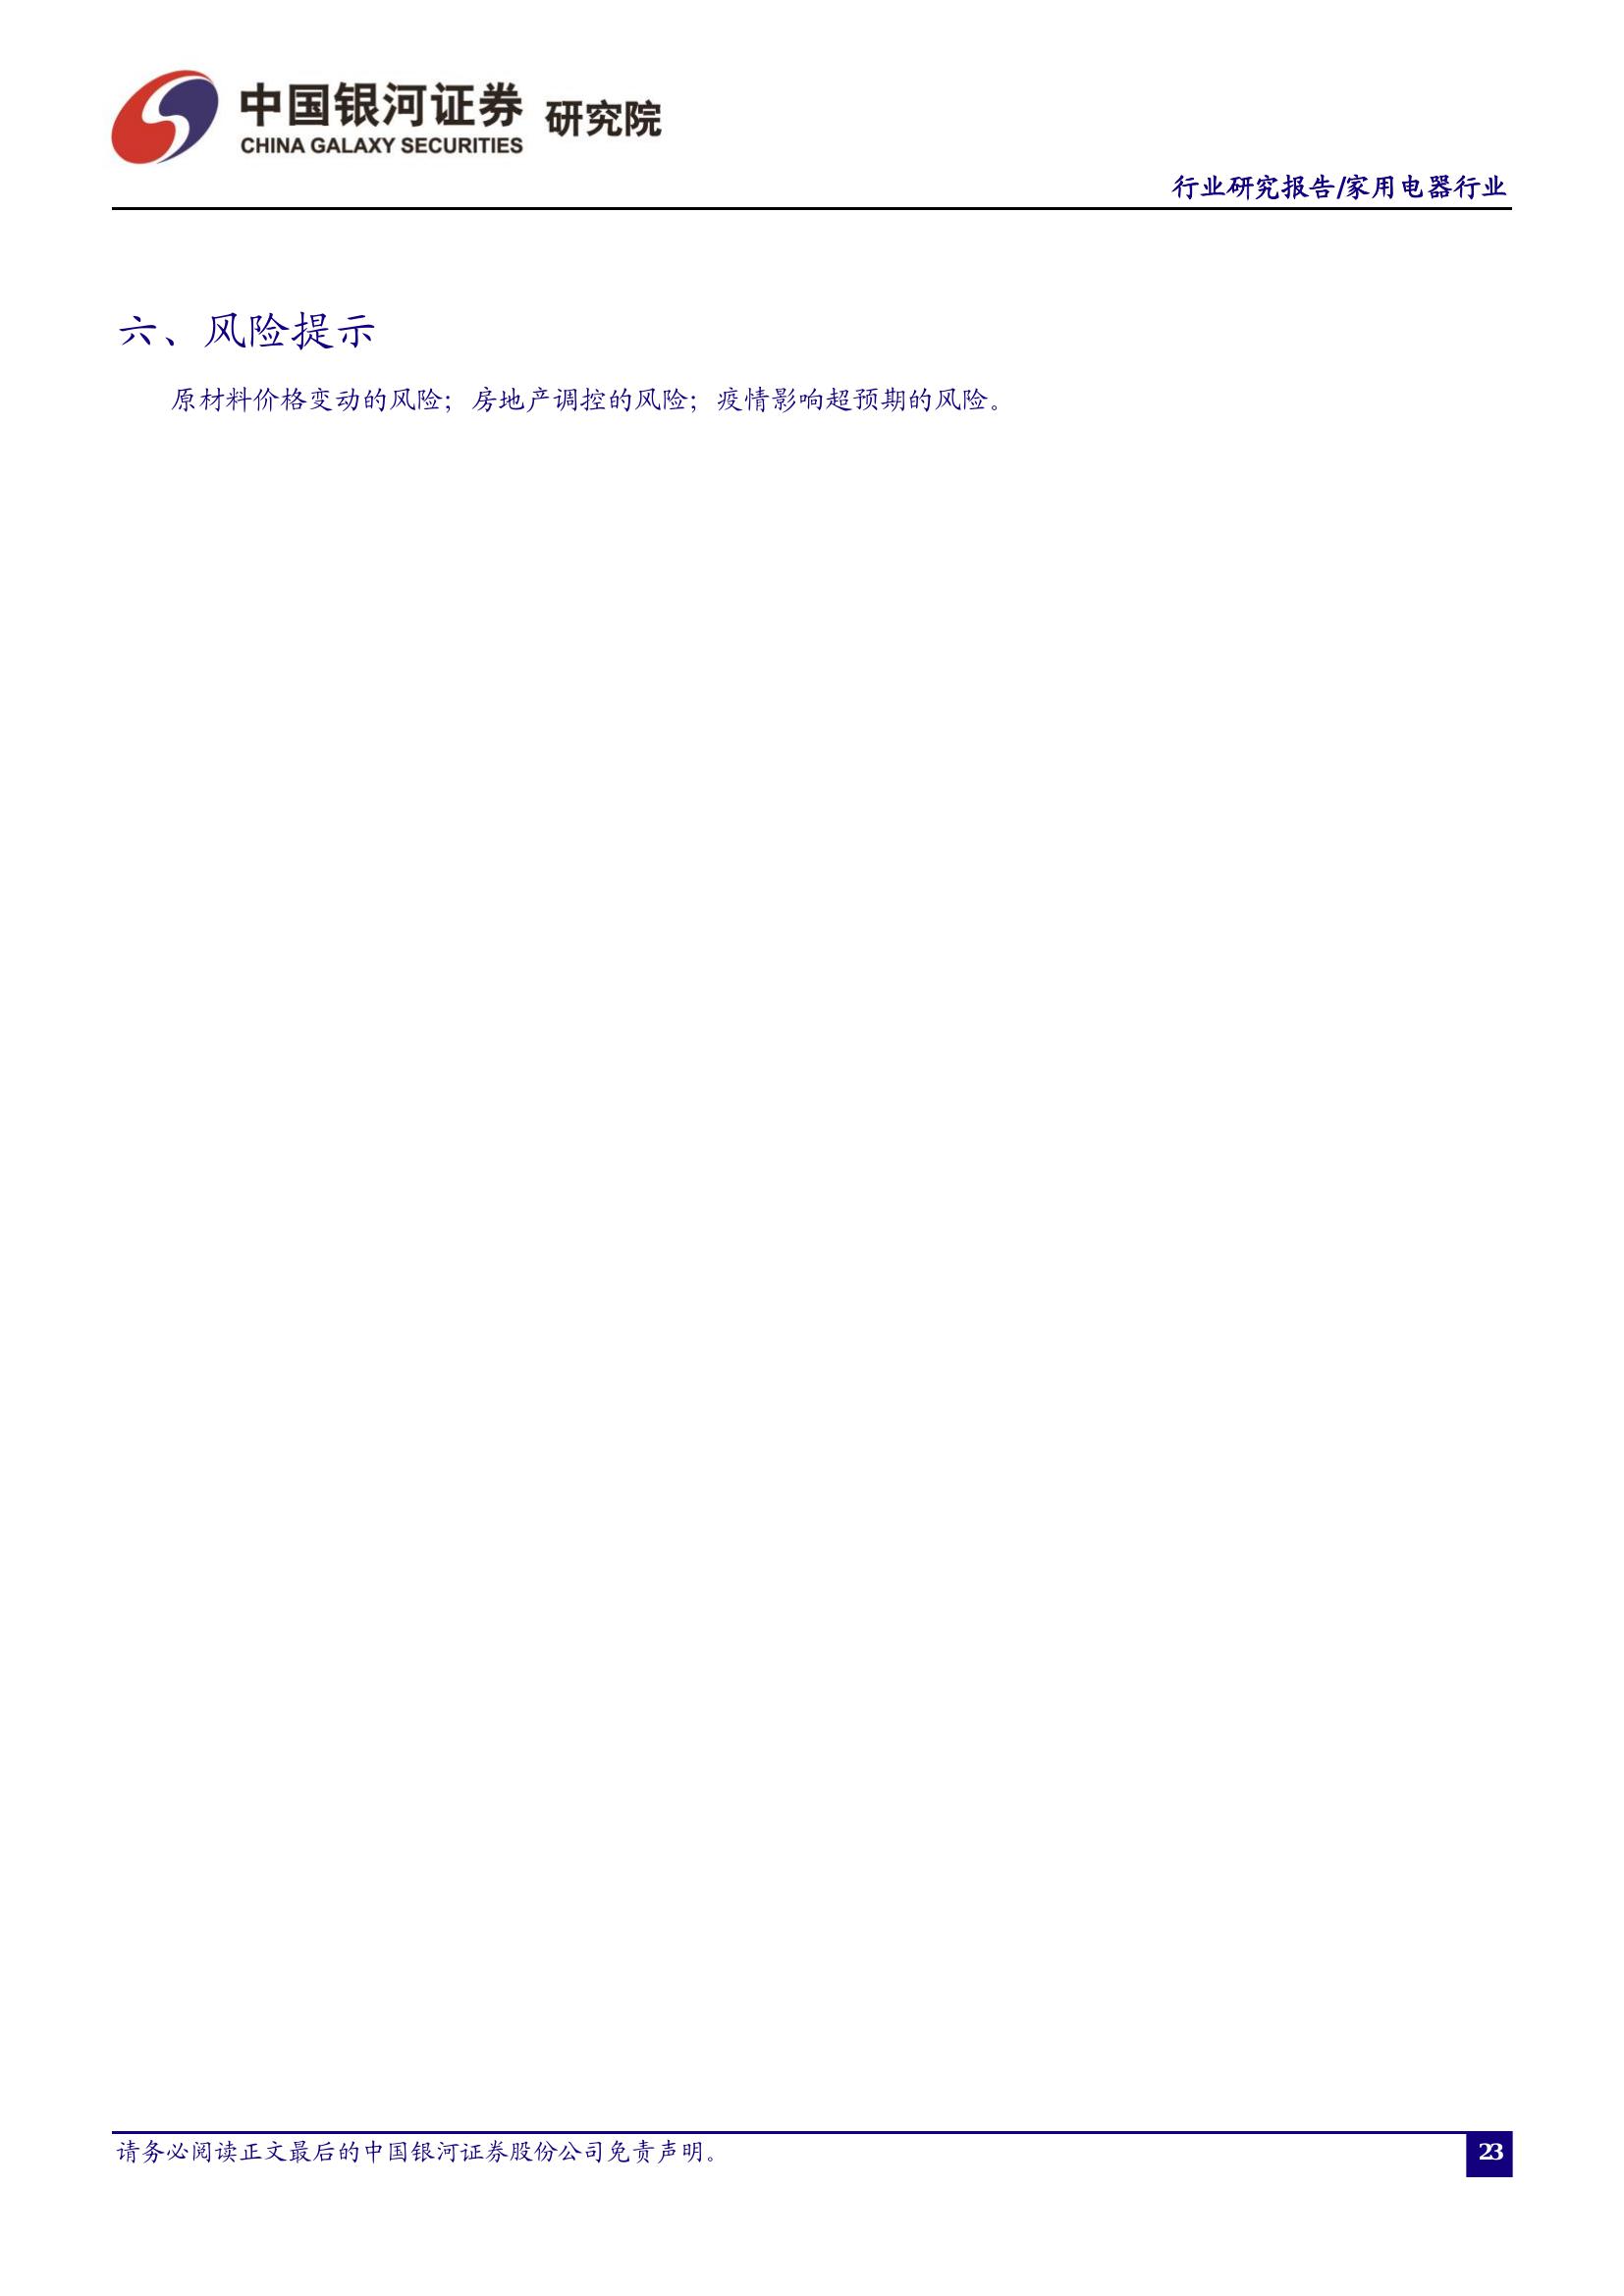 中国银河证券 研究院
CHINA GALAXY SECURITIES
行业研究报告/家用电器行业
六、风险提示
原材料价格变动的风险；房地产调控的风险；疫情影响超预期的风险。
请务必阅读正文最后的中国银河证券股份公司免责声明。
23